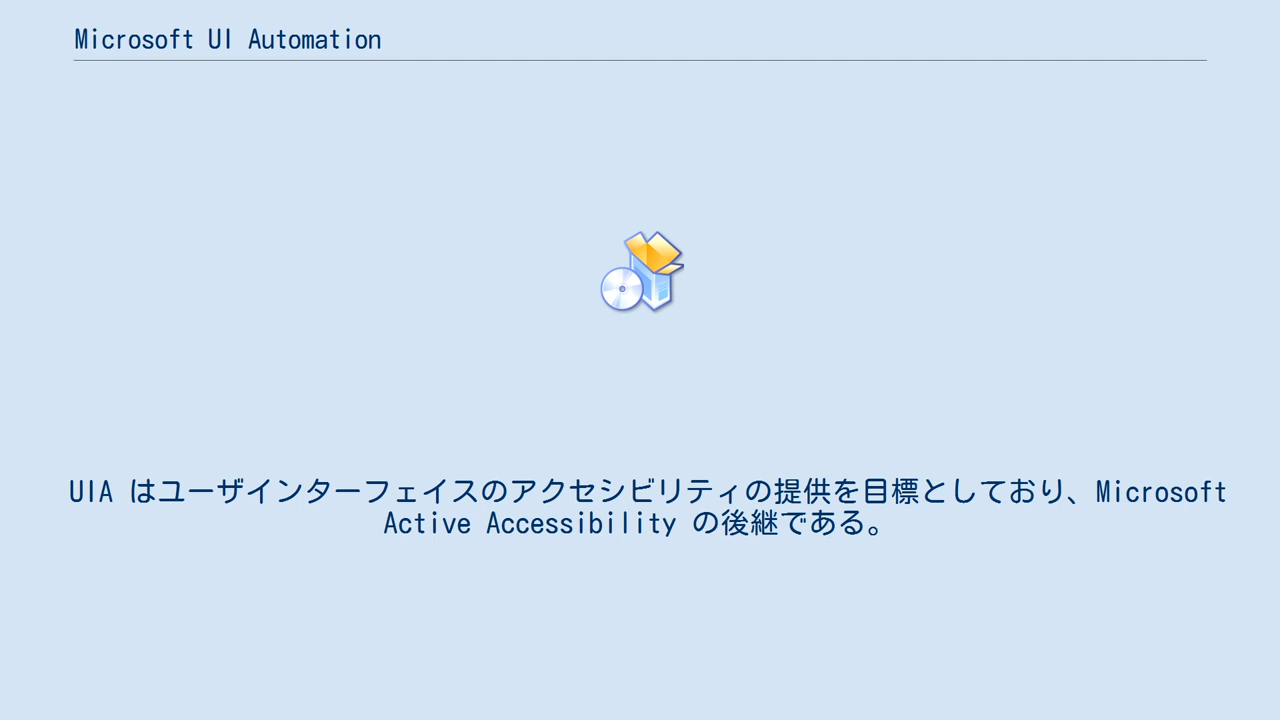 Microsoft UI Automation
UIA はユーザインターフェイスのアクセシビリティの提供を目標としており、Microsoft
Active Accessibility の後継である。